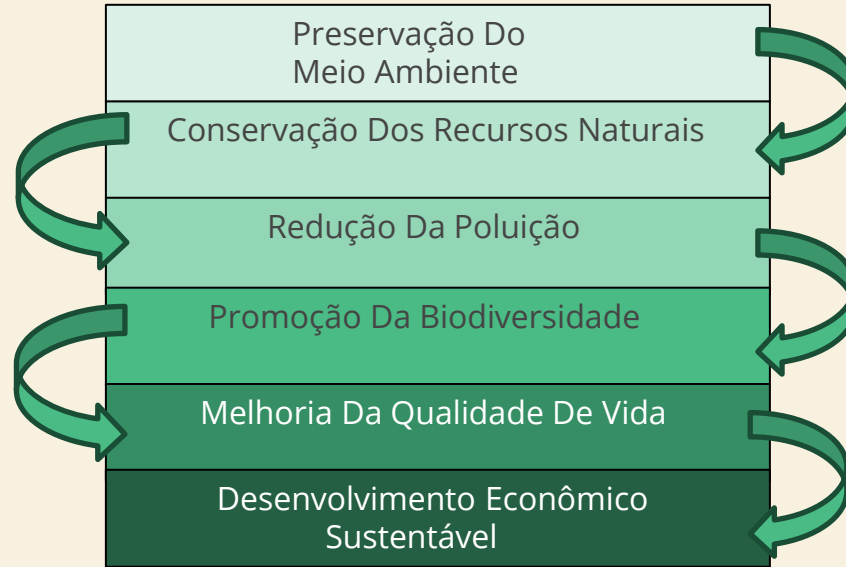 Preservação Do
Meio Ambiente
Conservação Dos Recursos Naturais
Redução Da Poluição
Promoção Da Biodiversidade
Melhoria Da Qualidade De Vida
Desenvolvimento Econômico
Sustentável